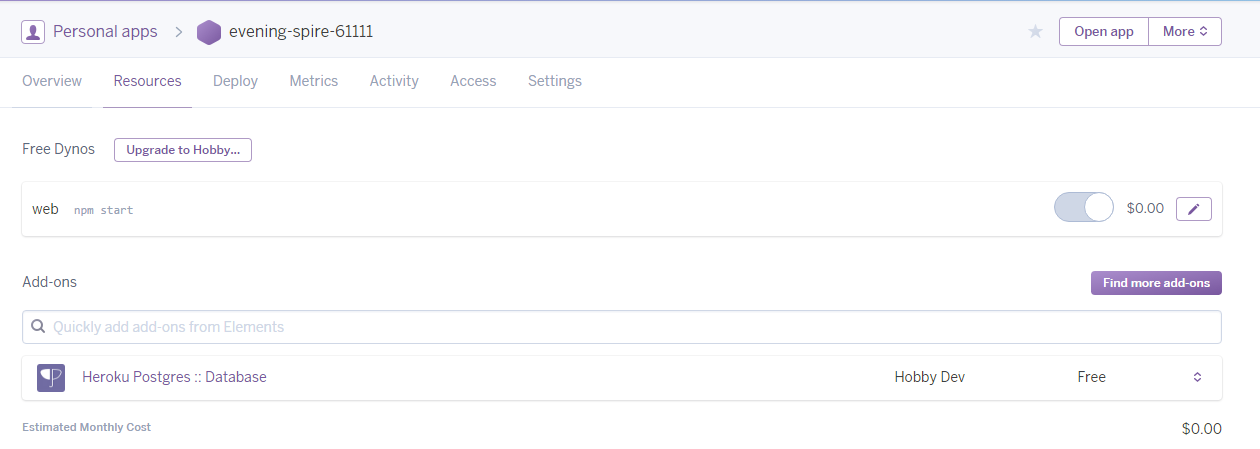 Personal apps > evening-spire-61111 Open app More
Overview Resources Deploy Metrics Activity Access Settings
Free Dynos Upgrade to Hobby...
web npm start $0.00
Add-ons Find more add-ons
Quickly add add-ons from Elements
Heroku Postgres :: Database Hobby Dev Free
Estimated Monthly Cost $0.00